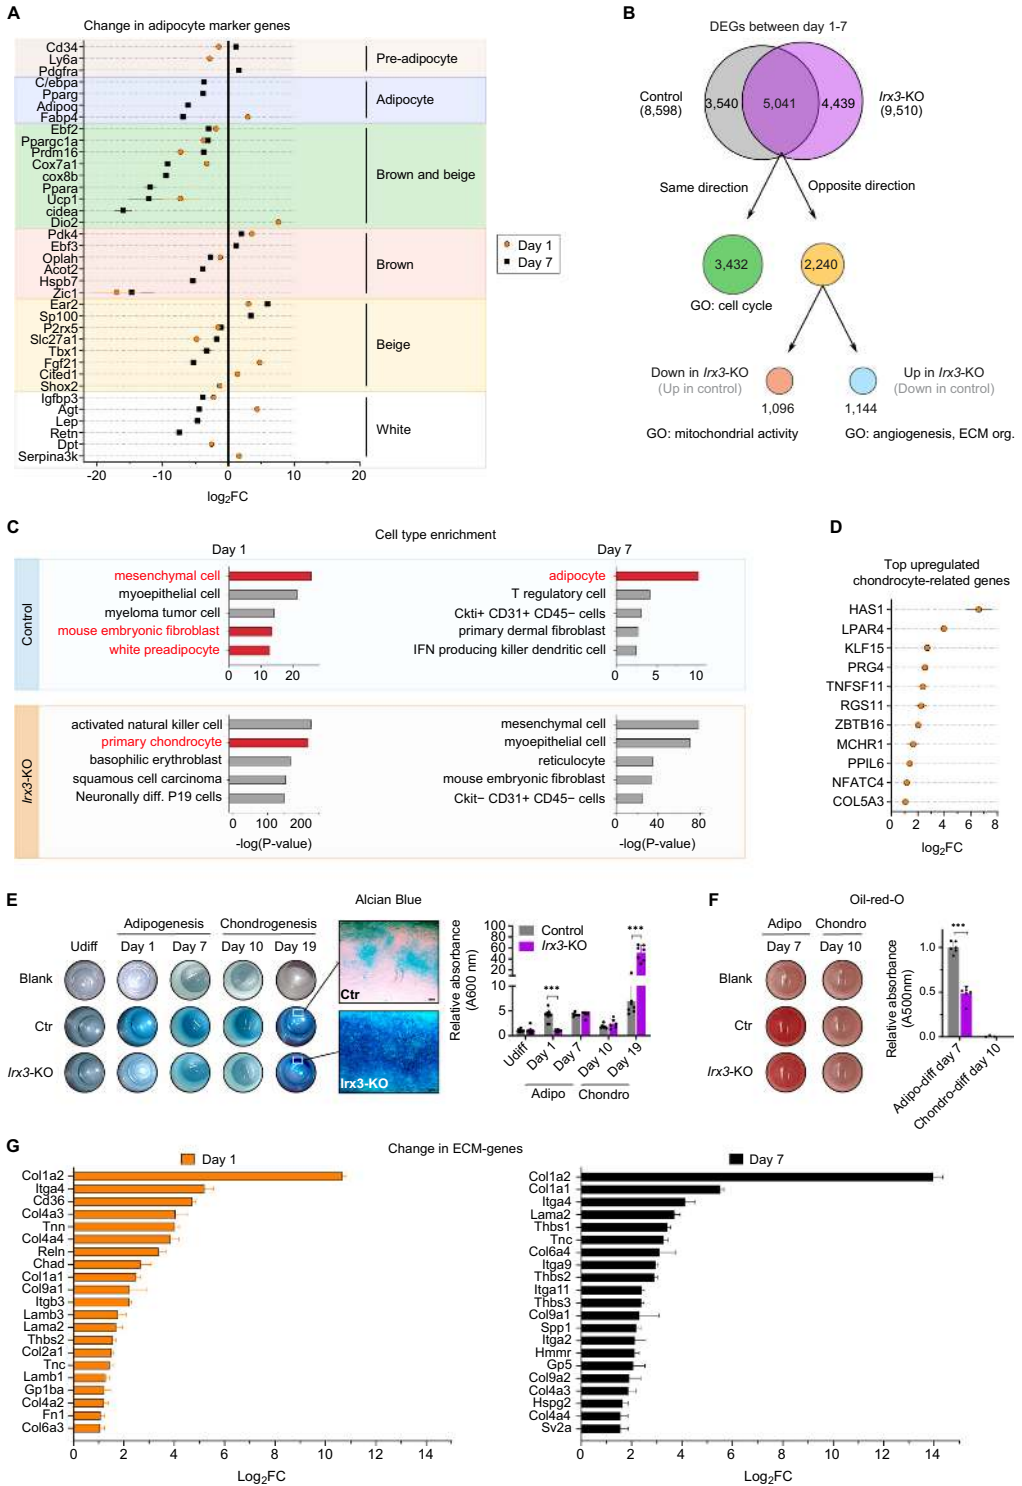 A
Change in adipocyte marker genes
Cd34
Ly6a
Pdgfra
Pre-adipocyte
C/ebpa
Pparg
Adipoq
Fabp4
Adipocyte
Ebf2
Ppargc1a
Prdm16
Cox7a1
cox8b
Ppara
Ucp1
cidea
Dio2
Brown and beige
Pdk4
Ebf3
Oplah
Acot2
Hspb7
Zic1
Brown
Ear2
Sp100
P2rx5
Slc27a1
Tbx1
Fgf21
Cited1
Shox2
Beige
Igfbp3
Agt
Lep
Retn
Dpt
Serpina3k
White
-20 -10 0 10 20
log2FC
Day 1
Day 7
B
DEGs between day 1-7
Control
(8,598)
3,540
5,041
4,439
Irx3-KO
(9,510)
Same direction
Opposite direction
3,432
2,240
GO: cell cycle
Down in Irx3-KO
(Up in control)
Up in Irx3-KO
(Down in control)
1,096
1,144
GO: mitochondrial activity
GO: angiogenesis, ECM org.
C
Cell type enrichment
Day 1
Day 7
Control
mesenchymal cell
myoepithelial cell
myeloma tumor cell
mouse embryonic fibroblast
white preadipocyte
0 10 20
adipocyte
T regulatory cell
Ckti+ CD31+ CD45− cells
primary dermal fibroblast
IFN producing killer dendritic cell
0 5 10
Irx3-KO
activated natural killer cell
primary chondrocyte
basophilic erythroblast
squamous cell carcinoma
Neuronally diff. P19 cells
0 100 200
-log(P-value)
mesenchymal cell
myoepithelial cell
reticulocyte
mouse embryonic fibroblast
Ckit− CD31+ CD45− cells
0 40 80
-log(P-value)
D
Top upregulated
chondrocyte-related genes
HAS1
LPAR4
KLF15
PRG4
TNFSF11
RGS11
ZBTB16
MCHR1
PPIL6
NFATC4
COL5A3
0 2 4 6 8
log2FC
E
Alcian Blue
Adipogenesis
Chondrogenesis
Udiff
Day 1
Day 7
Day 10
Day 19
Blank
Ctr
Irx3-KO
Ctr
Irx3-KO
Relative absorbance
(A600 nm)
100
80
60
40
20
10
5
0
Control
Irx3-KO
***
***
Udiff
Day 1
Day 7
Day 10
Day 19
Adipo
Chondro
F
Oil-red-O
Adipo
Chondro
Day 7
Day 10
Blank
Ctr
Irx3-KO
Relative absorbance
(A500nm)
1.0
0.5
0.0
***
Adipo-diff day 7
Chondro-diff day 10
G
Change in ECM-genes
Day 1
Col1a2
Itga4
Cd36
Col4a3
Tnn
Col4a4
Reln
Chad
Col1a1
Col9a1
Itgb3
Lamb3
Lama2
Thbs2
Col2a1
Tnc
Lamb1
Gp1ba
Col4a2
Fn1
Col6a3
0 2 4 6 8 10 12 14
Log2FC
Day 7
Col1a2
Col1a1
Itga4
Lama2
Thbs1
Tnc
Col6a4
Itga9
Thbs2
Itga11
Thbs3
Col9a1
Spp1
Itga2
Hmmr
Gp5
Col9a2
Col4a3
Hspg2
Col4a4
Sv2a
0 2 4 6 8 10 12 14
Log2FC